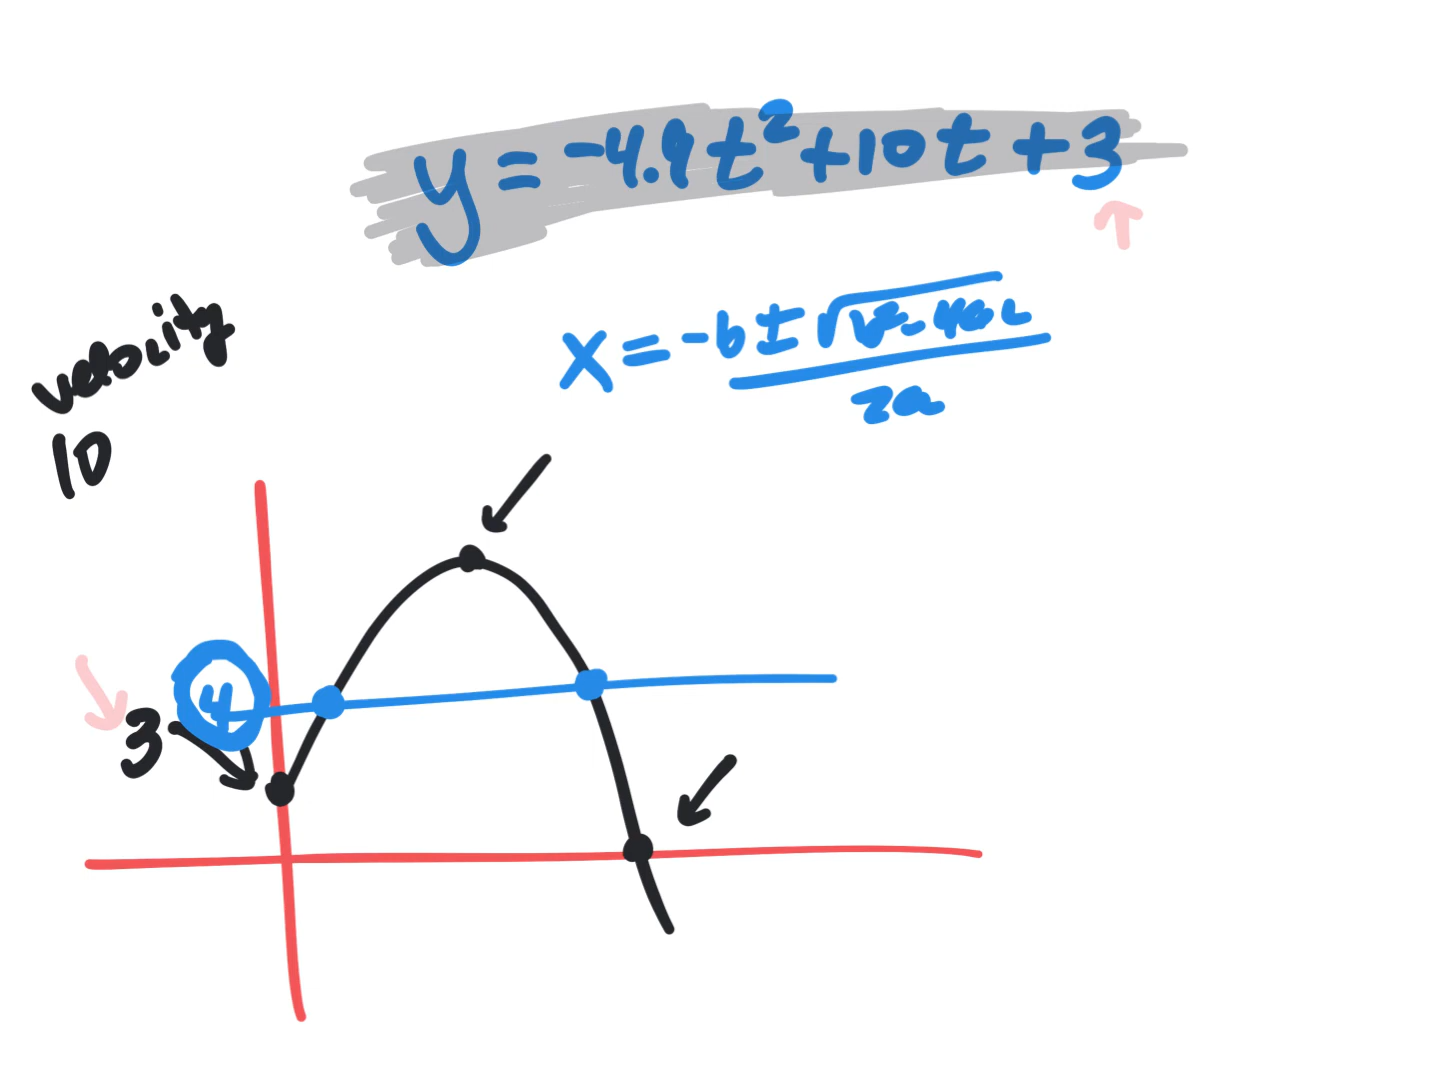 y = -4.9t² + 10t + 3
x = -b ± √b² - 4ac / 2a
velocity
10
4
3